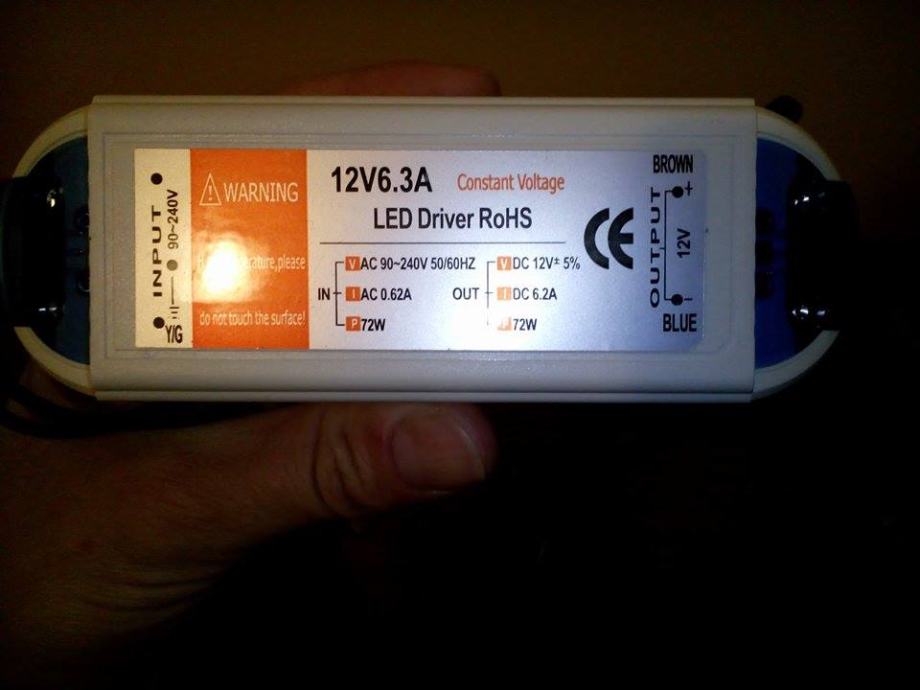 INPUT
90~240V
Y/G
WARNING
perature,please
do not touch the surface!
12V6.3A Constant Voltage
LED Driver RoHS
IN
V AC 90~240V 50/60HZ
I AC 0.62A
P 72W
OUT
V DC 12V± 5%
I DC 6.2A
P 72W
CE
BROWN
+
OUTPUT
12V
-
BLUE